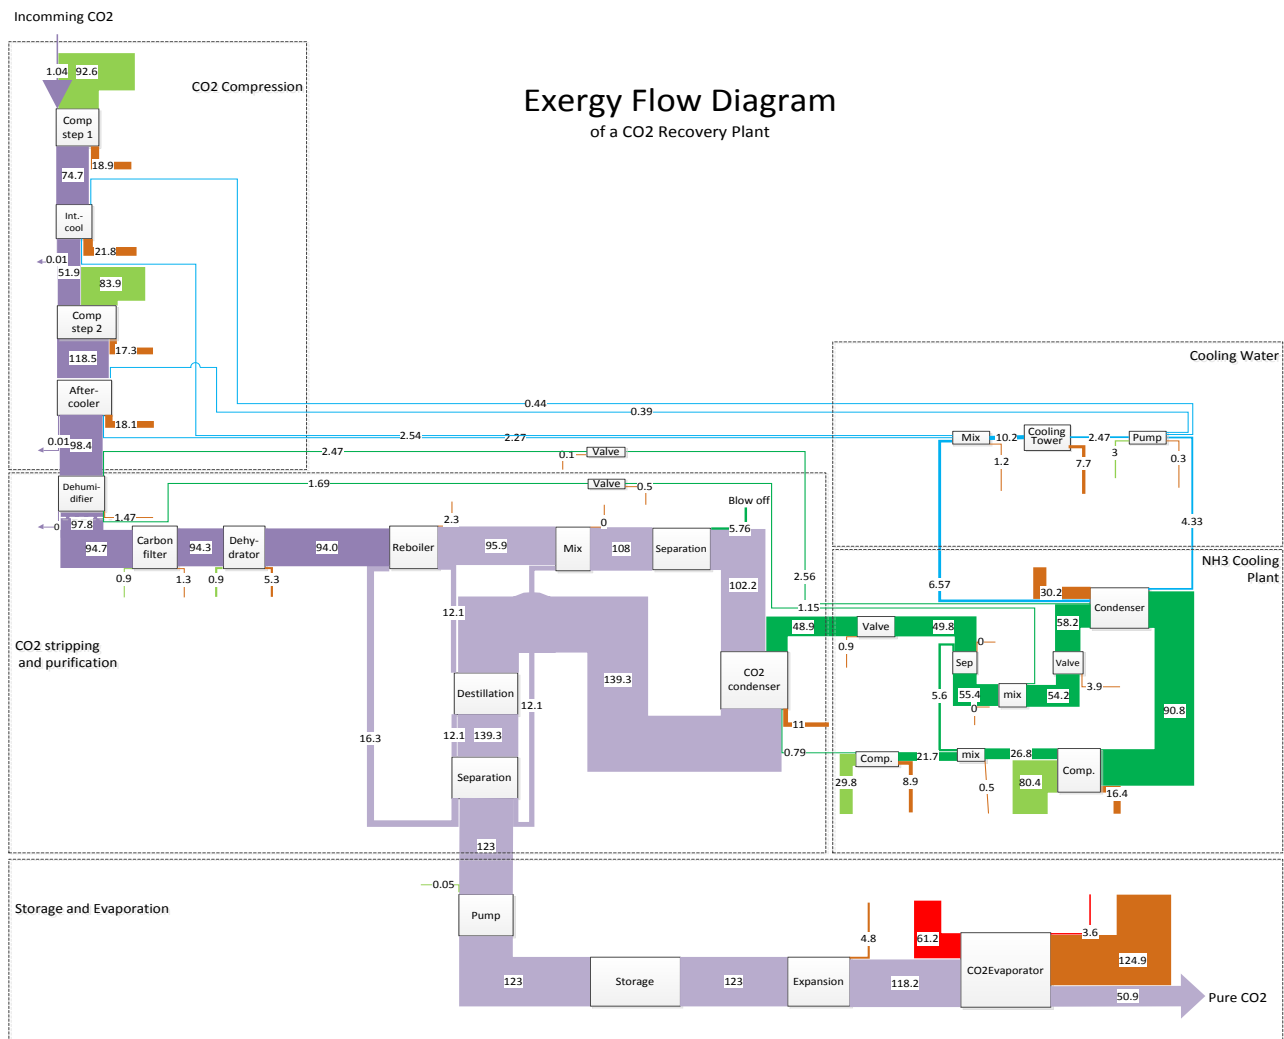 Incomming CO2
1.04
92.6
CO2 Compression
Exergy Flow Diagram
of a CO2 Recovery Plant
Comp
step 1
18.9
74.7
Int.-
cool
21.8
0.01
51.9
83.9
Comp
step 2
17.3
118.5
After-
cooler
18.1
0.01
98.4
0.44
0.39
2.54
2.27
2.47
Valve
0.1
1.69
Valve
0.5
Cooling Water
Mix
10.2
Cooling
Tower
2.47
Pump
1.2
7.7
3
0.3
4.33
6.57
Dehumi-
difier
1.47
0
97.8
94.7
Carbon
filter
94.3
Dehy-
drator
94.0
Reboiler
2.3
95.9
Mix
0
108
Separation
Blow off
5.76
102.2
0.9
1.3
0.9
5.3
12.1
2.56
1.15
CO2 stripping
and purification
Destillation
139.3
12.1
16.3
12.1
139.3
Separation
CO2
condenser
11
0.79
48.9
NH3 Cooling
Plant
30.2
Condenser
Valve
0.9
49.8
0
Sep
58.2
Valve
3.9
5.6
55.4
0
mix
54.2
90.8
Comp.
21.7
mix
26.8
Comp.
29.8
8.9
0.5
80.4
16.4
123
Storage and Evaporation
0.05
Pump
123
Storage
123
Expansion
4.8
118.2
61.2
CO2Evaporator
3.6
124.9
50.9
Pure CO2